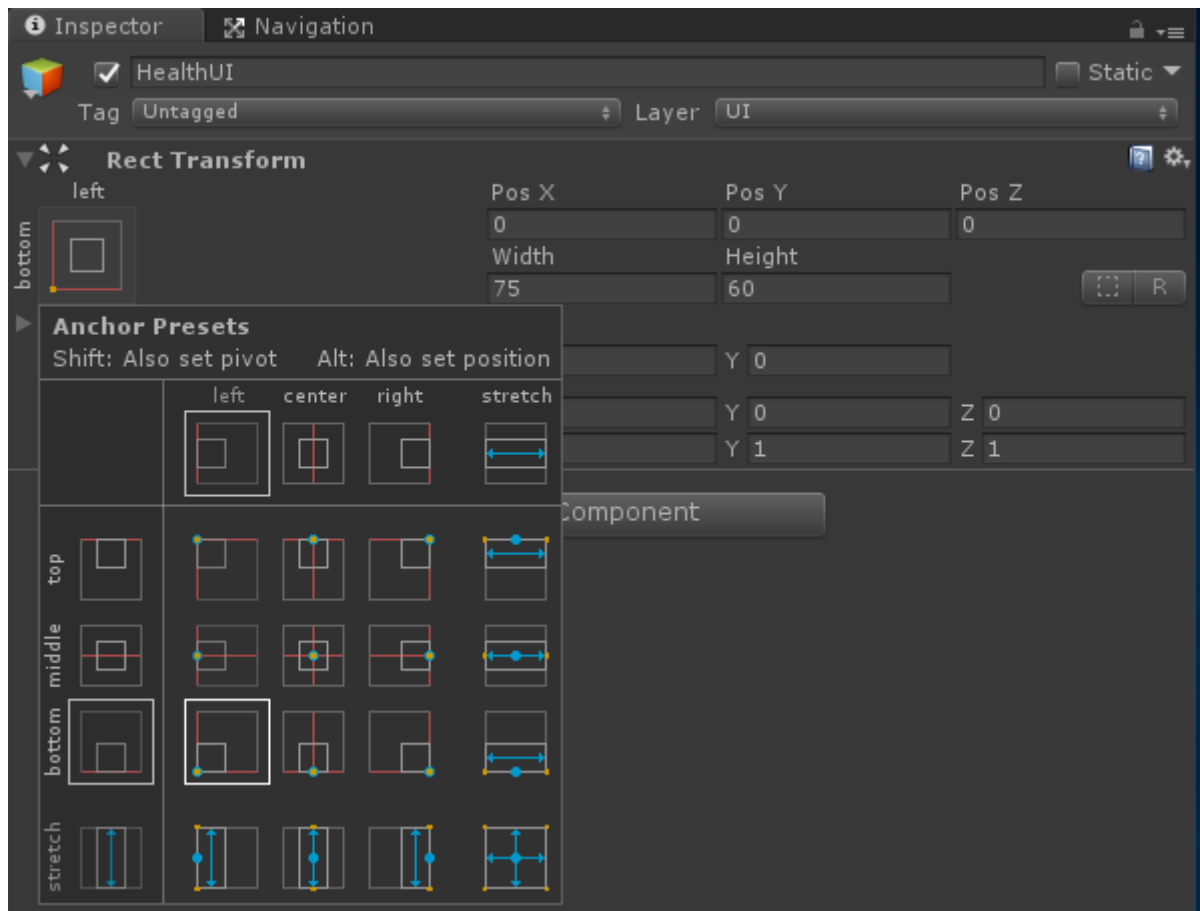 Inspector Navigation
HealthUI Static
Tag Untagged Layer UI
Rect Transform
left
Pos X Pos Y Pos Z
bottom
0 0 0
Width Height
75 60 R
Anchor Presets
Shift: Also set pivot Alt: Also set position
Y 0
left center right stretch
Y 0 Z 0
Y 1 Z 1
Component
top
middle
bottom
stretch